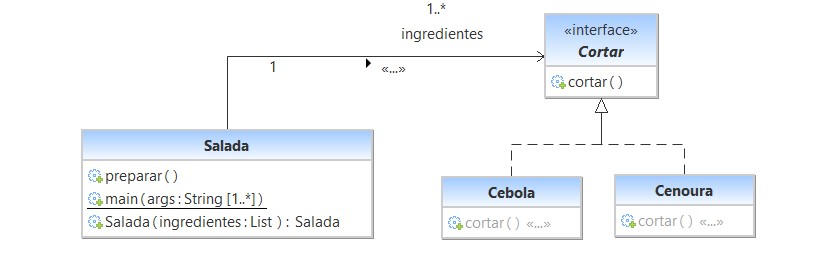 1..*
ingredientes
1
«...»
«interface»
Cortar
cortar ( )
Salada
preparar ( )
main ( args : String [1..*] )
Salada ( ingredientes : List ) : Salada
Cebola
cortar ( ) «...»
Cenoura
cortar ( ) «...»